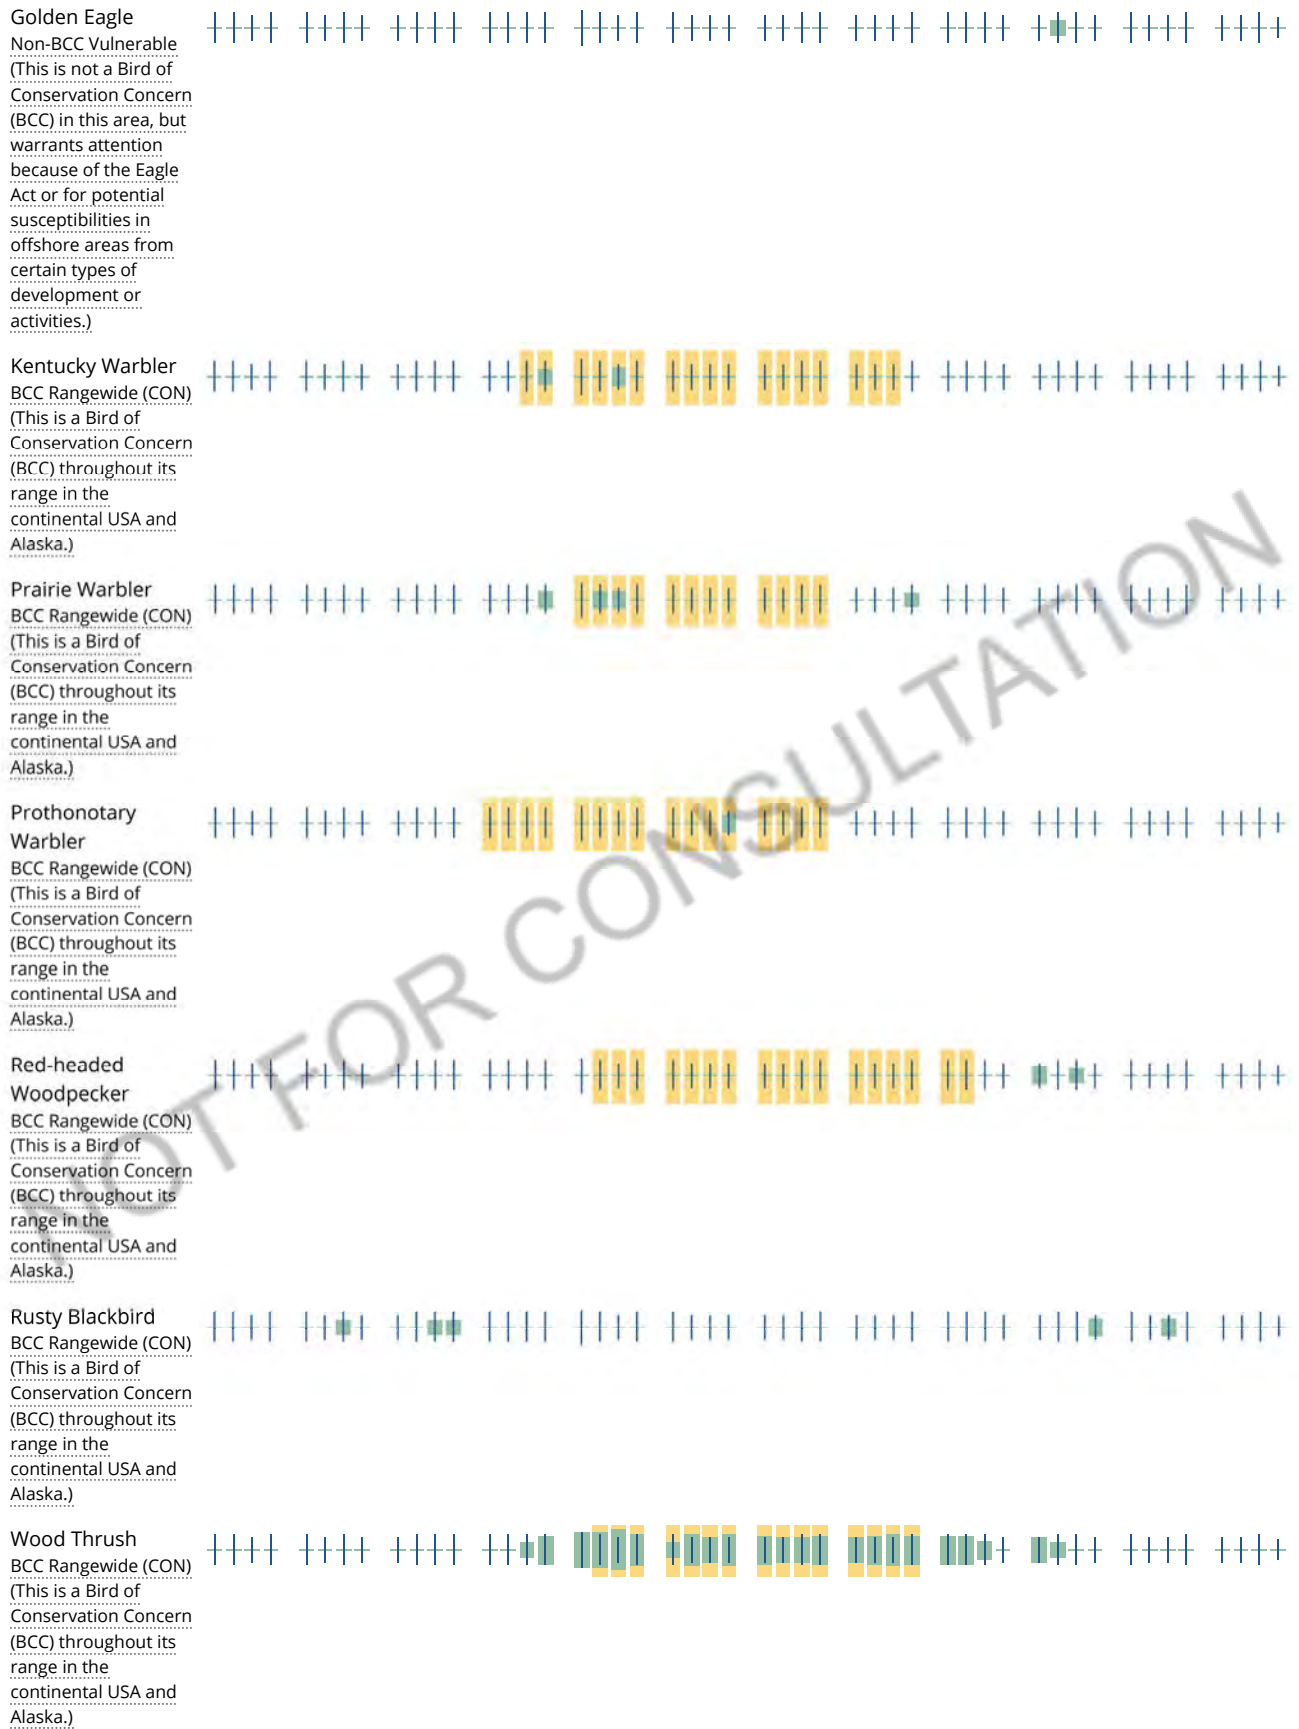 Golden Eagle
Non-BCC Vulnerable
(This is not a Bird of
Conservation Concern
(BCC) in this area, but
warrants attention
because of the Eagle
Act or for potential
susceptibilities in
offshore areas from
certain types of
development or
activities.)
Kentucky Warbler
BCC Rangewide (CON)
(This is a Bird of
Conservation Concern
(BCC) throughout its
range in the
continental USA and
Alaska.)
Prairie Warbler
BCC Rangewide (CON)
(This is a Bird of
Conservation Concern
(BCC) throughout its
range in the
continental USA and
Alaska.)
Prothonotary
Warbler
BCC Rangewide (CON)
(This is a Bird of
Conservation Concern
(BCC) throughout its
range in the
continental USA and
Alaska.)
Red-headed
Woodpecker
BCC Rangewide (CON)
(This is a Bird of
Conservation Concern
(BCC) throughout its
range in the
continental USA and
Alaska.)
Rusty Blackbird
BCC Rangewide (CON)
(This is a Bird of
Conservation Concern
(BCC) throughout its
range in the
continental USA and
Alaska.)
Wood Thrush
BCC Rangewide (CON)
(This is a Bird of
Conservation Concern
(BCC) throughout its
range in the
continental USA and
Alaska.)
NOT FOR CONSULTATION